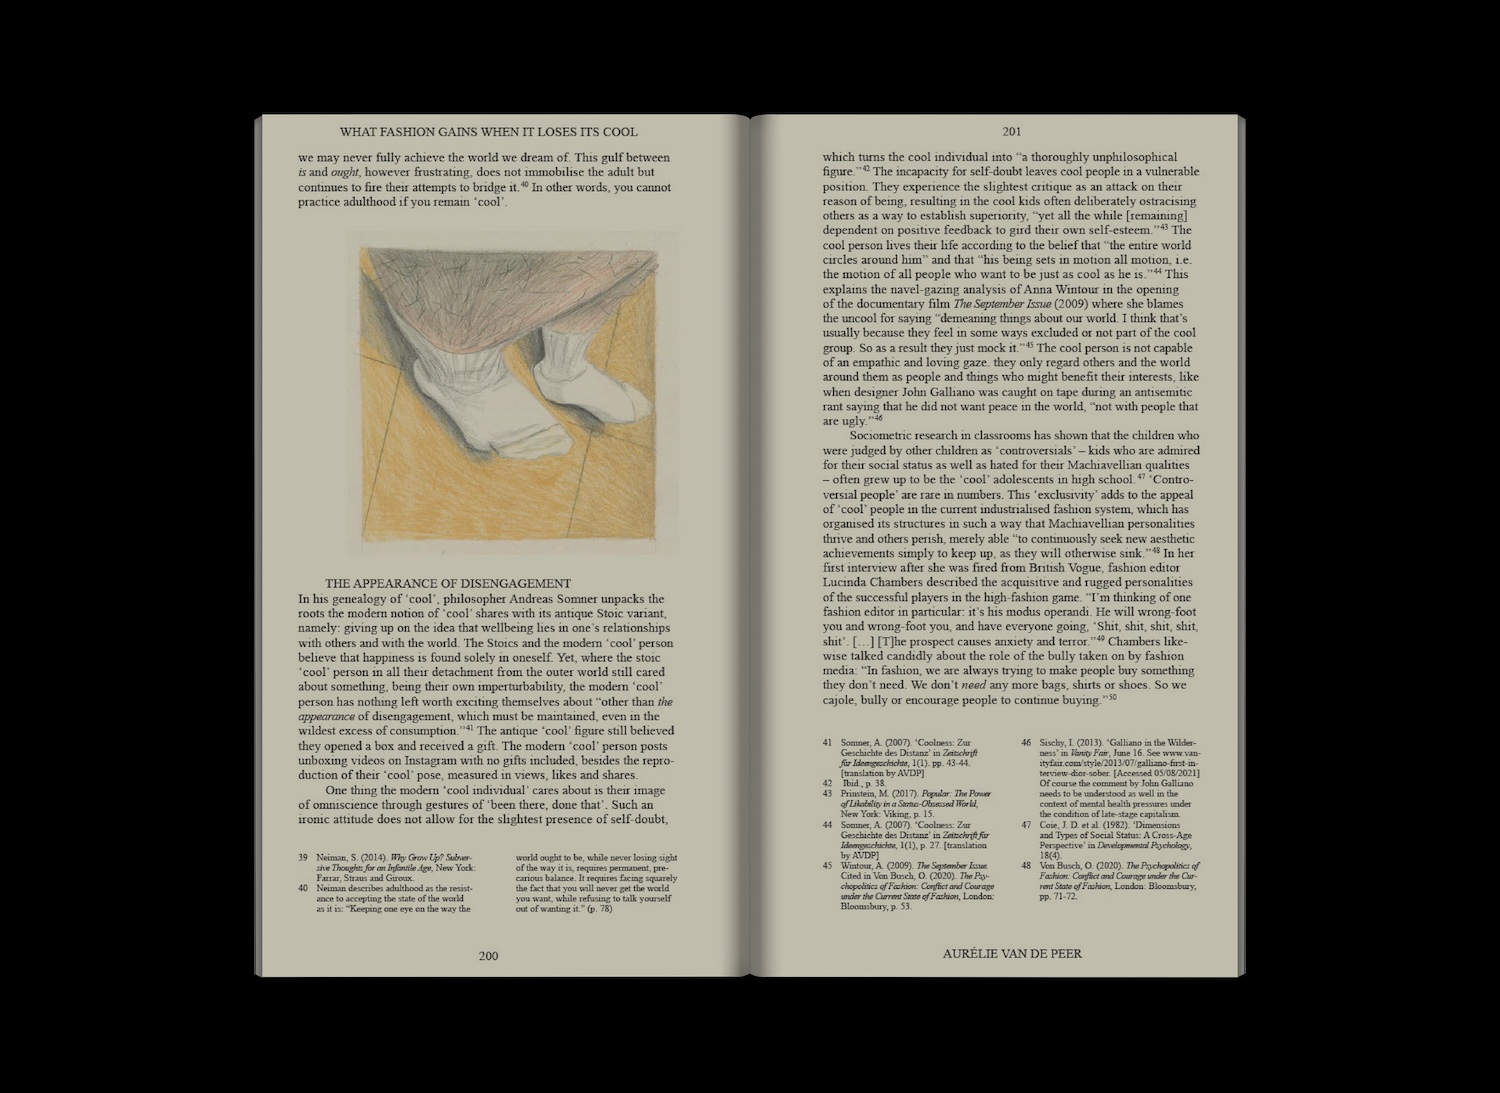 WHAT FASHION GAINS WHEN IT LOSES ITS COOL
we may never fully achieve the world we dream of. This gulf between
is and ought, however frustrating, does not immobilise the adult but
continues to fire their attempts to bridge it.40 In other words, you cannot
practice adulthood if you remain ‘cool’.
THE APPEARANCE OF DISENGAGEMENT
In his genealogy of ‘cool’, philosopher Andreas Somner unpacks the
roots the modern notion of ‘cool’ shares with its antique Stoic variant,
namely: giving up on the idea that wellbeing lies in one’s relationships
with others and with the world. The Stoics and the modern ‘cool’ person
believe that happiness is found solely in oneself. Yet, where the stoic
‘cool’ person in all their detachment from the outer world still cared
about something, being their own imperturbability, the modern ‘cool’
person has nothing left worth exciting themselves about “other than the
appearance of disengagement, which must be maintained, even in the
wildest excess of consumption.”41 The antique ‘cool’ figure still believed
they opened a box and received a gift. The modern ‘cool’ person posts
unboxing videos on Instagram with no gifts included, besides the repro-
duction of their ‘cool’ pose, measured in views, likes and shares.
One thing the modern ‘cool individual’ cares about is their image
of omniscience through gestures of ‘been there, done that’. Such an
ironic attitude does not allow for the slightest presence of self-doubt,
39 Neiman, S. (2014). Why Grow Up? Subver-
sive Thoughts for an Infantile Age, New York:
Farrar, Straus and Giroux.
40 Neiman describes adulthood as the resist-
ance to accepting the state of the world
as it is: “Keeping one eye on the way the
world ought to be, while never losing sight
of the way it is, requires permanent, pre-
carious balance. It requires facing squarely
the fact that you will never get the world
you want, while refusing to talk yourself
out of wanting it.” (p. 78)
200
201
which turns the cool individual into “a thoroughly unphilosophical
figure.”42 The incapacity for self-doubt leaves cool people in a vulnerable
position. They experience the slightest critique as an attack on their
reason of being, resulting in the cool kids often deliberately ostracising
others as a way to establish superiority, “yet all the while [remaining]
dependent on positive feedback to gird their own self-esteem.”43 The
cool person lives their life according to the belief that “the entire world
circles around him” and that “his being sets in motion all motion, i.e.
the motion of all people who want to be just as cool as he is.”44 This
explains the navel-gazing analysis of Anna Wintour in the opening
of the documentary film The September Issue (2009) where she blames
the uncool for saying “demeaning things about our world. I think that’s
usually because they feel in some ways excluded or not part of the cool
group. So as a result they just mock it.”45 The cool person is not capable
of an empathic and loving gaze. they only regard others and the world
around them as people and things who might benefit their interests, like
when designer John Galliano was caught on tape during an antisemitic
rant saying that he did not want peace in the world, “not with people that
are ugly.”46
Sociometric research in classrooms has shown that the children who
were judged by other children as ‘controversials’ – kids who are admired
for their social status as well as hated for their Machiavellian qualities
– often grew up to be the ‘cool’ adolescents in high school.47 ‘Contro-
versial people’ are rare in numbers. This ‘exclusivity’ adds to the appeal
of ‘cool’ people in the current industrialised fashion system, which has
organised its structures in such a way that Machiavellian personalities
thrive and others perish, merely able “to continuously seek new aesthetic
achievements simply to keep up, as they will otherwise sink.”48 In her
first interview after she was fired from British Vogue, fashion editor
Lucinda Chambers described the acquisitive and rugged personalities
of the successful players in the high-fashion game. “I’m thinking of one
fashion editor in particular: it’s his modus operandi. He will wrong-foot
you and wrong-foot you, and have everyone going, ‘Shit, shit, shit, shit,
shit’. […] [T]he prospect causes anxiety and terror.”49 Chambers like-
wise talked candidly about the role of the bully taken on by fashion
media: “In fashion, we are always trying to make people buy something
they don’t need. We don’t need any more bags, shirts or shoes. So we
cajole, bully or encourage people to continue buying.”50
41 Somner, A. (2007). ‘Coolness: Zur
Geschichte des Distanz’ in Zeitschrift
für Ideengeschichte, 1(1). pp. 43-44.
[translation by AVDP]
42 Ibid., p. 38.
43 Prinstein, M. (2017). Popular: The Power
of Likability in a Status-Obsessed World,
New York: Viking, p. 15.
44 Somner, A. (2007). ‘Coolness: Zur
Geschichte des Distanz’ in Zeitschrift für
Ideengeschichte, 1(1), p. 27. [translation
by AVDP]
45 Wintour, A. (2009). The September Issue.
Cited in Von Busch, O. (2020). The Psy-
chopolitics of Fashion: Conflict and Courage
under the Current State of Fashion, London:
Bloomsbury, p. 53.
46 Sischy, I. (2013). ‘Galliano in the Wilder-
ness’ in Vanity Fair, June 16. See www.van-
ityfair.com/style/2013/07/galliano-first-in-
terview-dior-sober. [Accessed 05/08/2021]
Of course the comment by John Galliano
needs to be understood as well in the
context of mental health pressures under
the condition of late-stage capitalism.
47 Coie, J. D. et al. (1982). ‘Dimensions
and Types of Social Status: A Cross-Age
Perspective’ in Developmental Psychology,
18(4).
48 Von Busch, O. (2020). The Psychopolitics of
Fashion: Conflict and Courage under the Cur-
rent State of Fashion, London: Bloomsbury,
pp. 71-72.
AURÉLIE VAN DE PEER